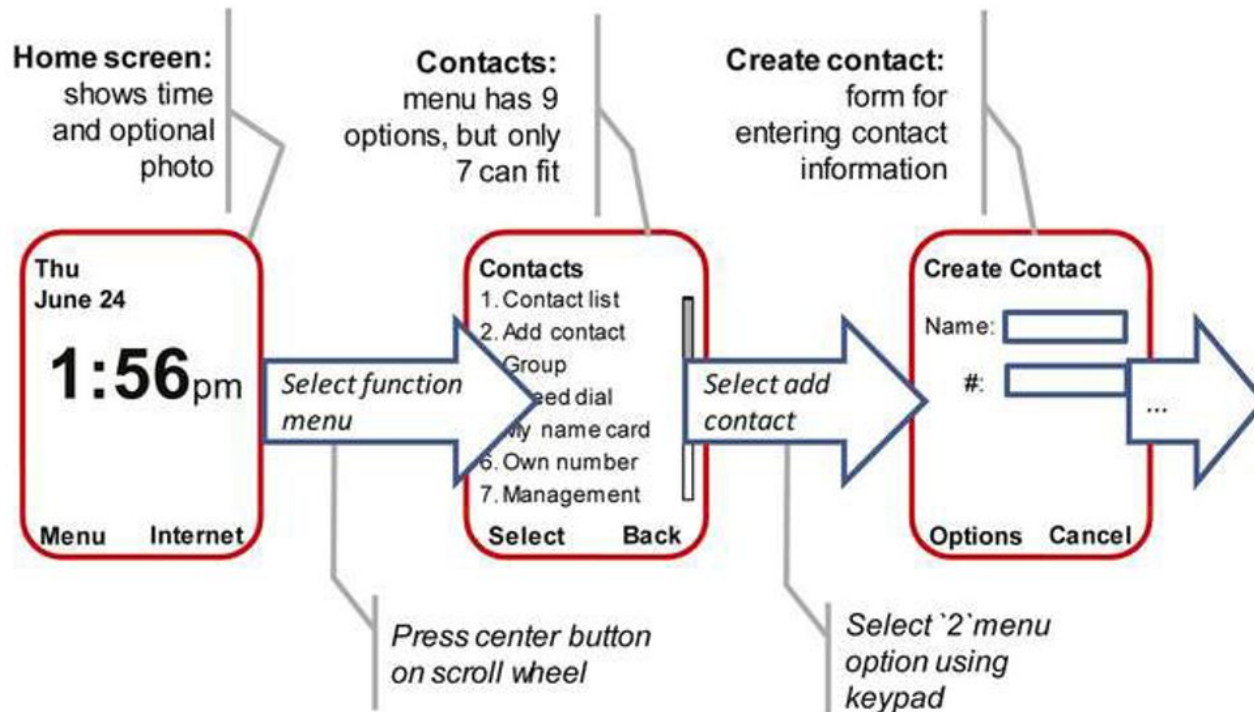 Home screen:
shows time
and optional
photo
Contacts:
menu has 9
options, but only
7 can fit
Create contact:
form for
entering contact
information
Thu
June 24
1:56pm
Menu Internet
Select function
menu
Contacts
1. Contact list
2. Add contact
Group
dial
name card
6. Own number
7. Management
Select Back
Select add
contact
Create Contact
Name:
#:
Options Cancel
...
Press center button
on scroll wheel
Select `2` menu
option using
keypad